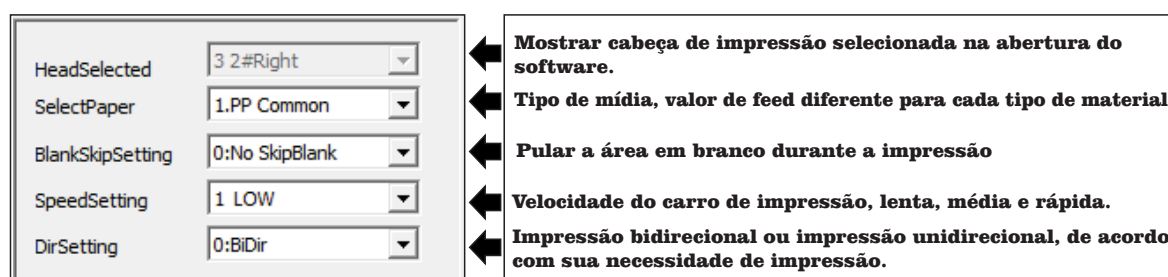 HeadSelected 3 2#Right Mostrar cabeça de impressão selecionada na abertura do
software.
SelectPaper 1.PP Common Tipo de mídia, valor de feed diferente para cada tipo de material
BlankSkipSetting 0:No SkipBlank Pular a área em branco durante a impressão
SpeedSetting 1 LOW Velocidade do carro de impressão, lenta, média e rápida.
DirSetting 0:BiDir Impressão bidirecional ou impressão unidirecional, de acordo
com sua necessidade de impressão.